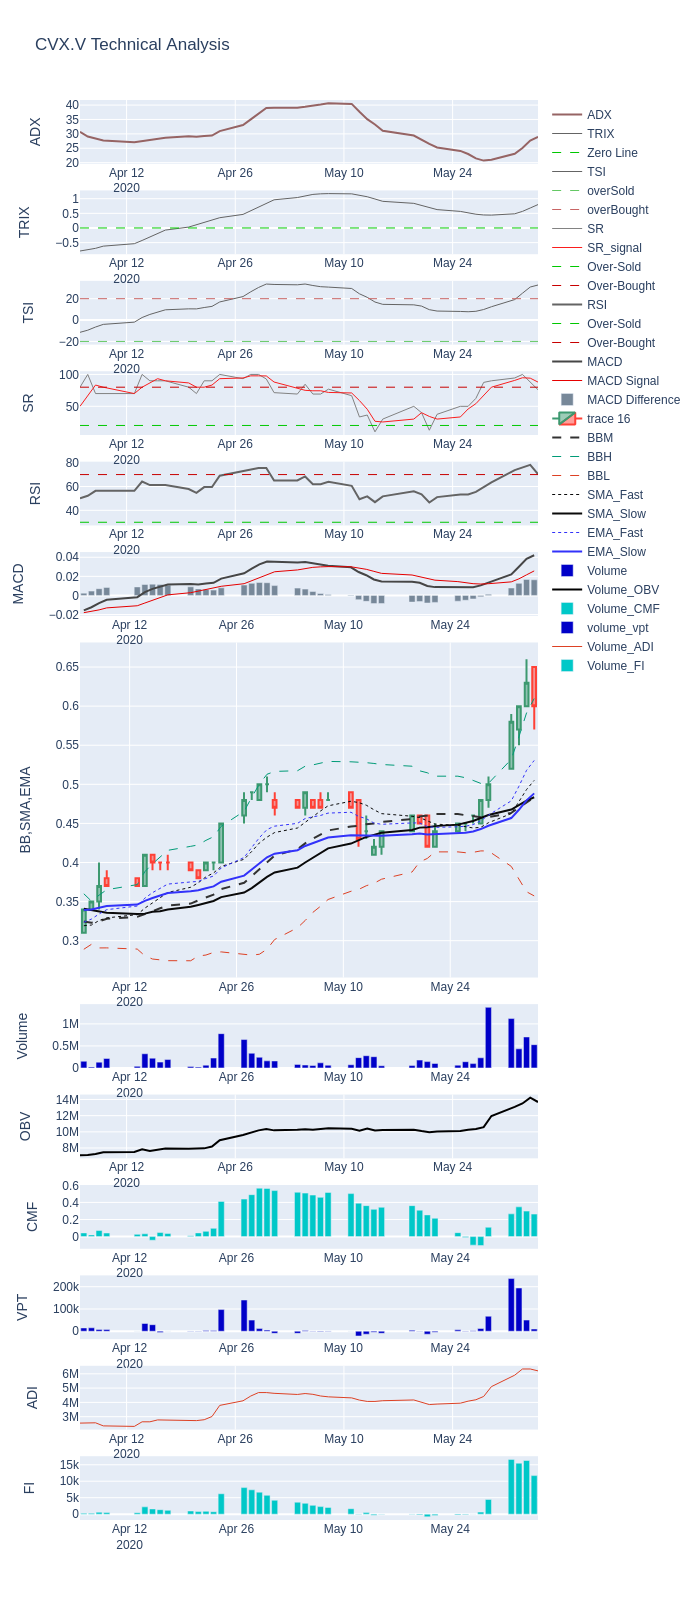 CVX.V Technical Analysis
ADX
40
35
30
25
20
Apr 12
2020
Apr 26
May 10
May 24
TRIX
1
0.5
0
−0.5
Apr 12
2020
Apr 26
May 10
May 24
TSI
20
0
−20
Apr 12
2020
Apr 26
May 10
May 24
SR
100
50
Apr 12
2020
Apr 26
May 10
May 24
RSI
80
60
40
Apr 12
2020
Apr 26
May 10
May 24
MACD
0.04
0.02
0
−0.02
Apr 12
2020
Apr 26
May 10
May 24
BB,SMA,EMA
0.65
0.6
0.55
0.5
0.45
0.4
0.35
0.3
Apr 12
2020
Apr 26
May 10
May 24
Volume
1M
0.5M
0
Apr 12
2020
Apr 26
May 10
May 24
OBV
14M
12M
10M
8M
Apr 12
2020
Apr 26
May 10
May 24
CMF
0.6
0.4
0.2
0
Apr 12
2020
Apr 26
May 10
May 24
VPT
200k
100k
0
Apr 12
2020
Apr 26
May 10
May 24
ADI
6M
5M
4M
3M
Apr 12
2020
Apr 26
May 10
May 24
FI
15k
10k
5k
0
Apr 12
2020
Apr 26
May 10
May 24
ADX
TRIX
Zero Line
TSI
overSold
overBought
SR
SR_signal
Over-Sold
Over-Bought
RSI
Over-Sold
Over-Bought
MACD
MACD Signal
MACD Difference
trace 16
BBM
BBH
BBL
SMA_Fast
SMA_Slow
EMA_Fast
EMA_Slow
Volume
Volume_OBV
Volume_CMF
volume_vpt
Volume_ADI
Volume_FI